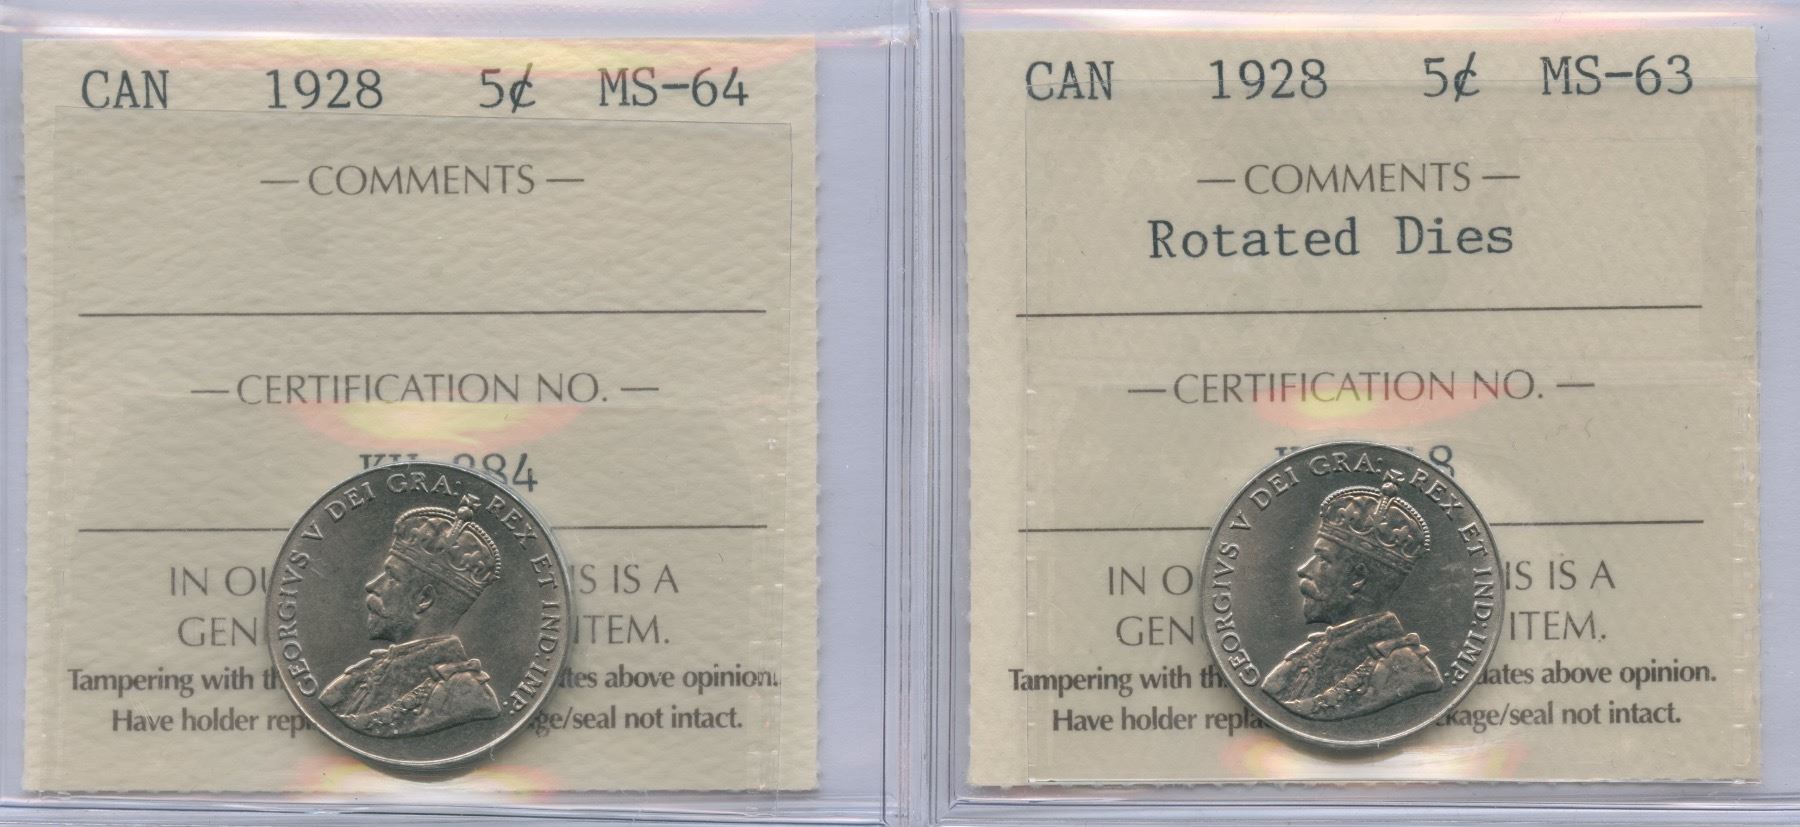 CAN 1928 5¢ MS-64
— COMMENTS —
— CERTIFICATION NO. —
384
IN OU IS IS A
GEN ITEM.
Tampering with th tes above opinion.
Have holder rep ge/seal not intact.
GEORGIVS V DEI GRA: REX ET IND: IMP:
CAN 1928 5¢ MS-63
— COMMENTS —
Rotated Dies
— CERTIFICATION NO. —
8
IN O IS IS A
GEN ITEM.
Tampering with th dates above opinion.
Have holder repla kage/seal not intact.
GEORGIVS V DEI GRA: REX ET IND: IMP: